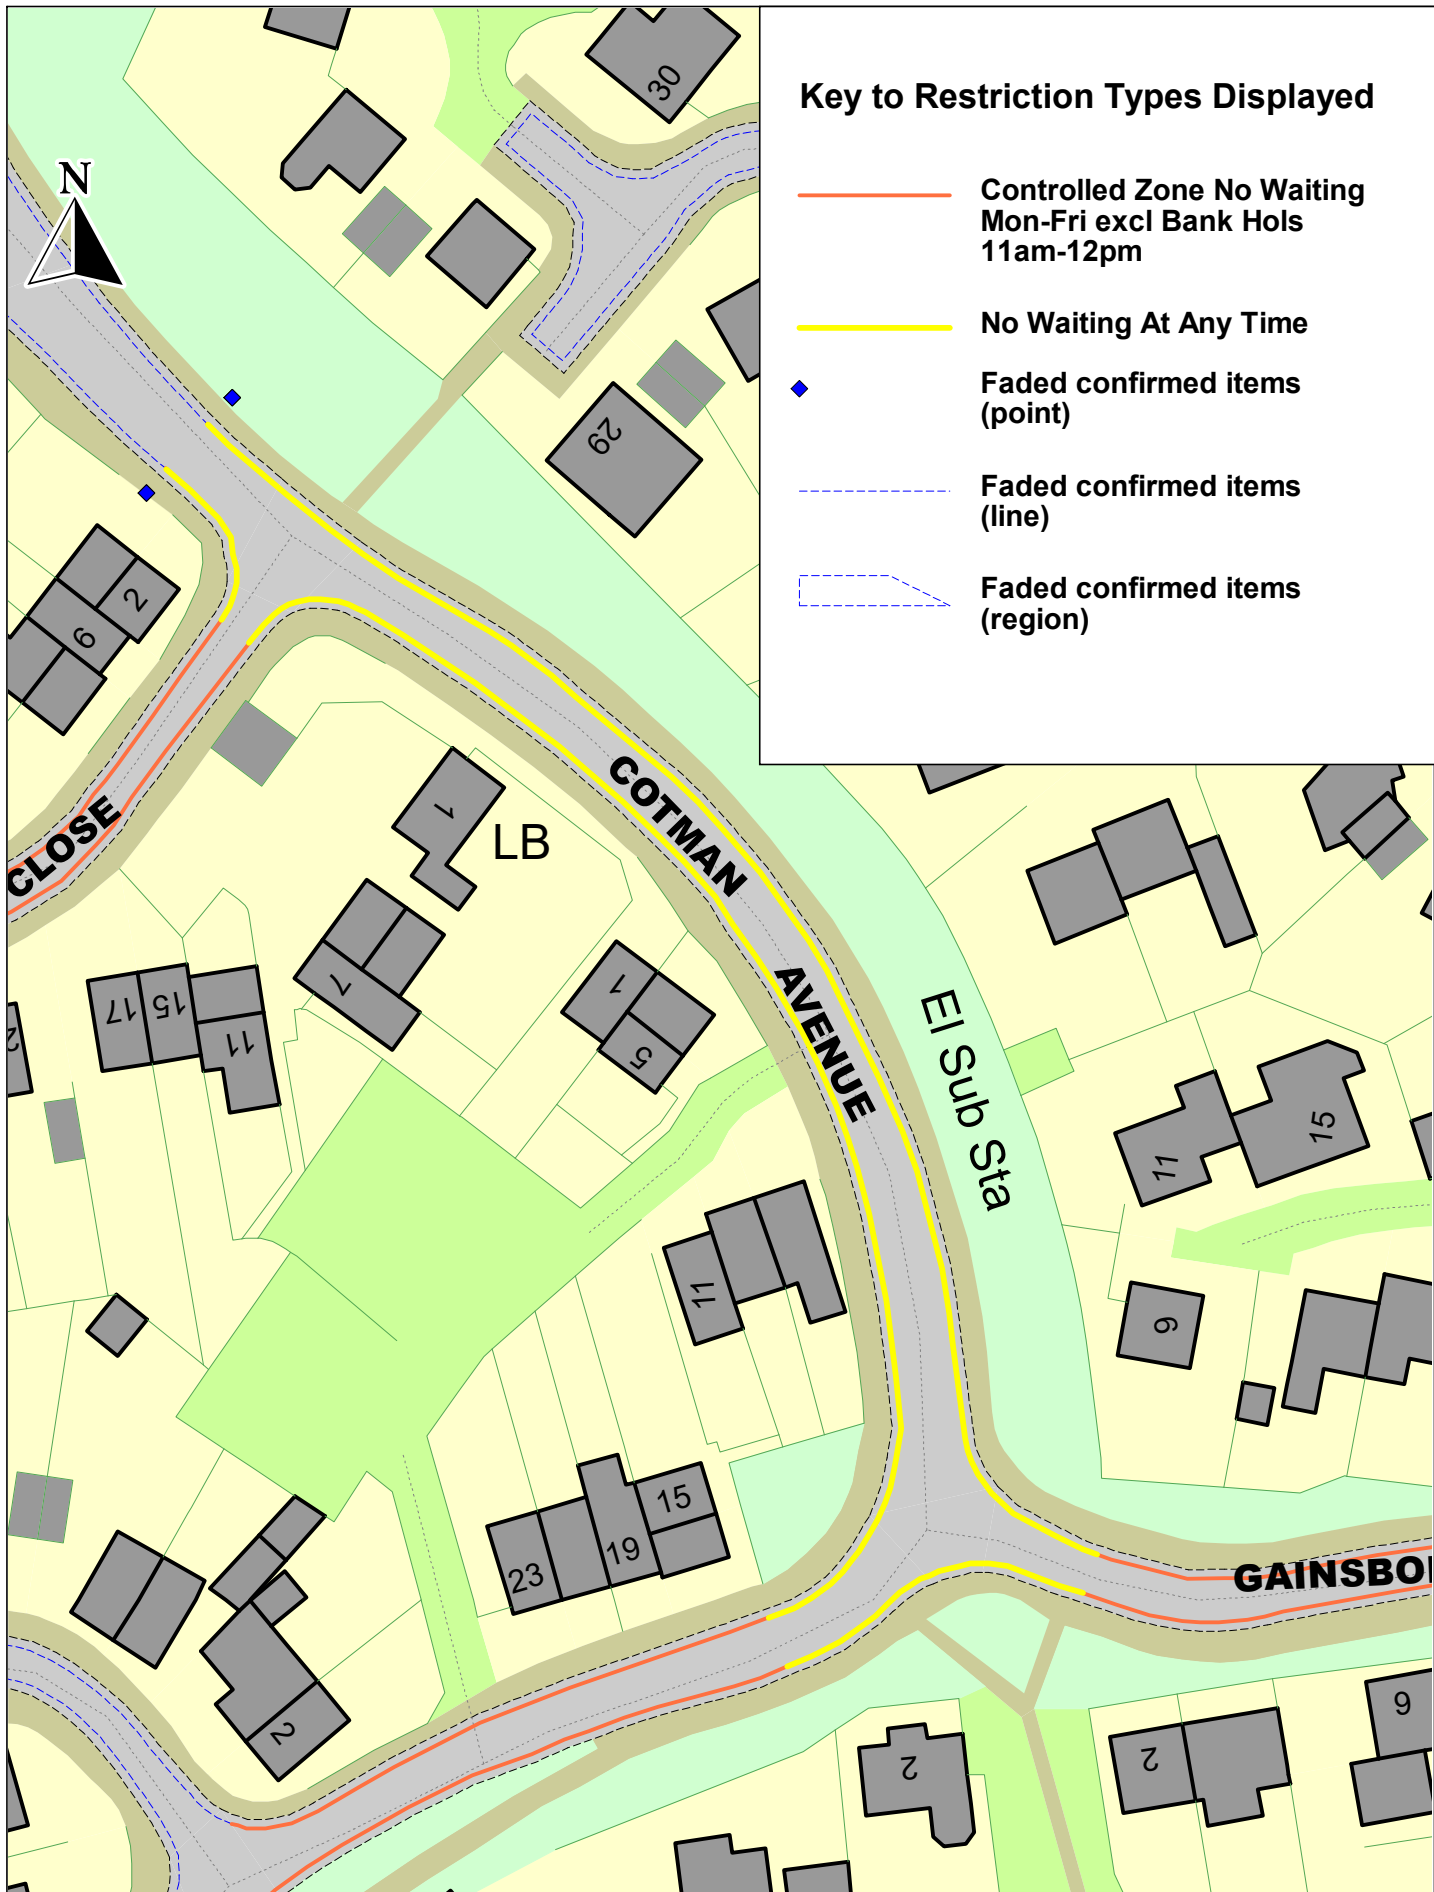 Key to Restriction Types Displayed
Controlled Zone No Waiting
Mon-Fri excl Bank Hols
11am-12pm
No Waiting At Any Time
Faded confirmed items
(point)
Faded confirmed items
(line)
Faded confirmed items
(region)
N
30
29
2
6
COTMAN
AVENUE
CLOSE
1
LB
7
1
5
17
15
11
2
El Sub Sta
11
15
6
11
15
19
23
GAINSBO
2
2
2
6